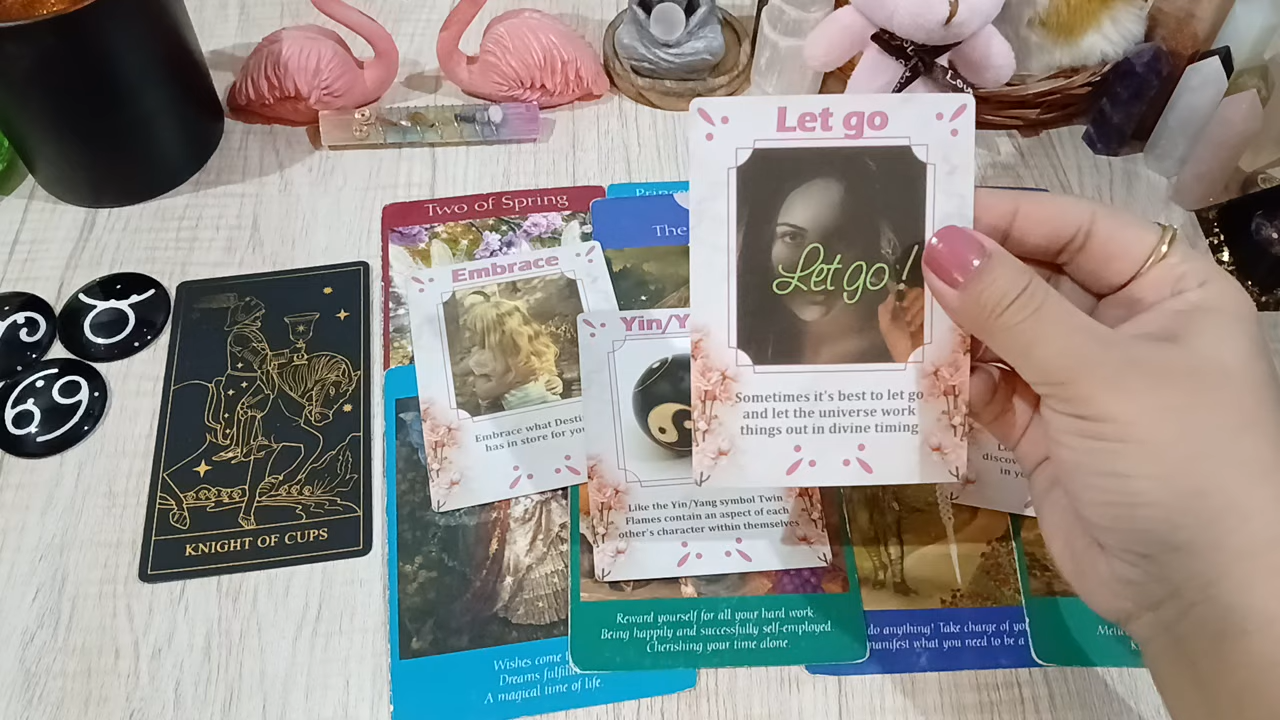 Let go
Let go !
Sometimes it's best to let go
and let the universe work
things out in divine timing
Two of Spring
The
Embrace
Embrace what
has in store for
Yin/Y
Like the Yin/Yang symbol Twin
Flames contain an aspect of each
other's character within themselves
KNIGHT OF CUPS
Wishes come
Dreams
A magical time of life.
Reward yourself for all your hard work.
Being happily and successfully self-employed.
Cherishing your time alone.
do anything! Take charge of
manifest what you need to be a
in